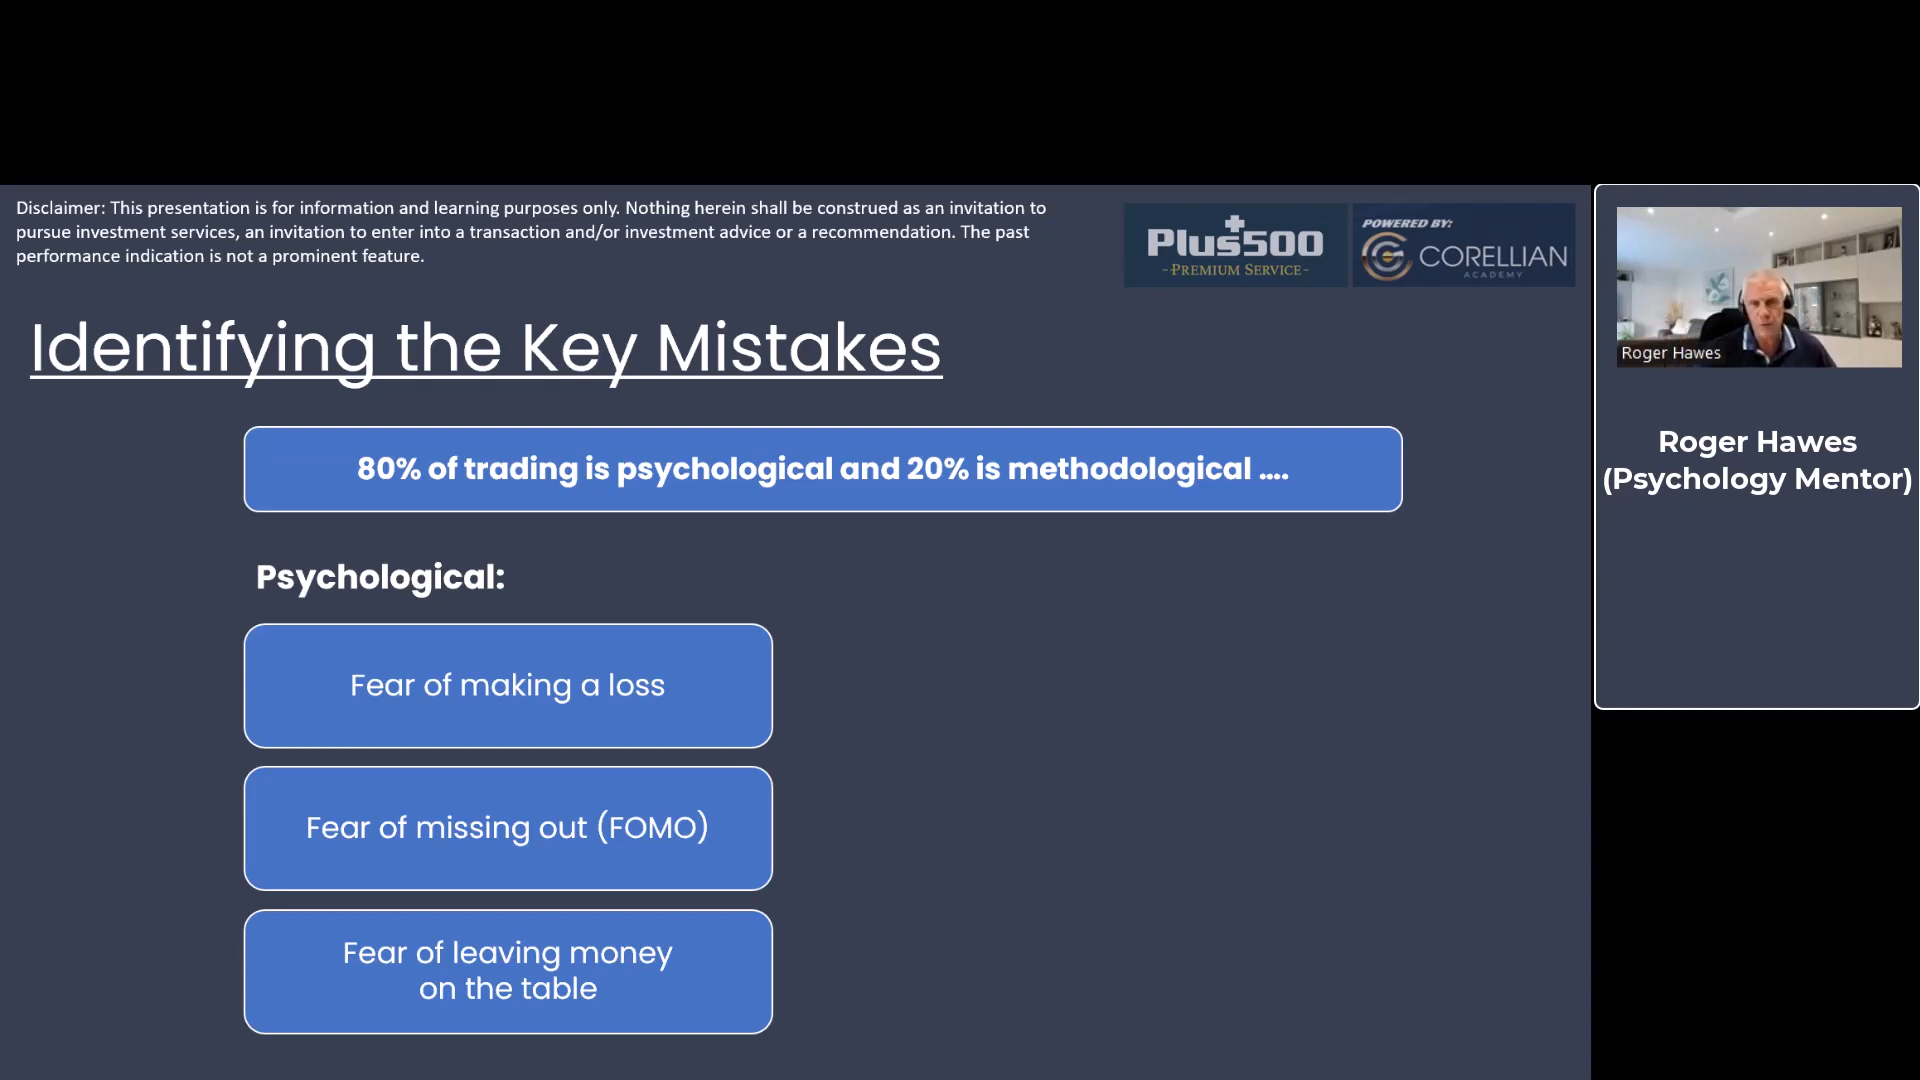 Disclaimer: This presentation is for information and learning purposes only. Nothing herein shall be construed as an invitation to
pursue investment services, an invitation to enter into a transaction and/or investment advice or a recommendation. The past
performance indication is not a prominent feature.
Plus500
-PREMIUM SERVICE-
POWERED BY:
CORELLIAN
ACADEMY
Identifying the Key Mistakes
80% of trading is psychological and 20% is methodological ....
Psychological:
Fear of making a loss
Fear of missing out (FOMO)
Fear of leaving money
on the table
Roger Hawes
Roger Hawes
(Psychology Mentor)